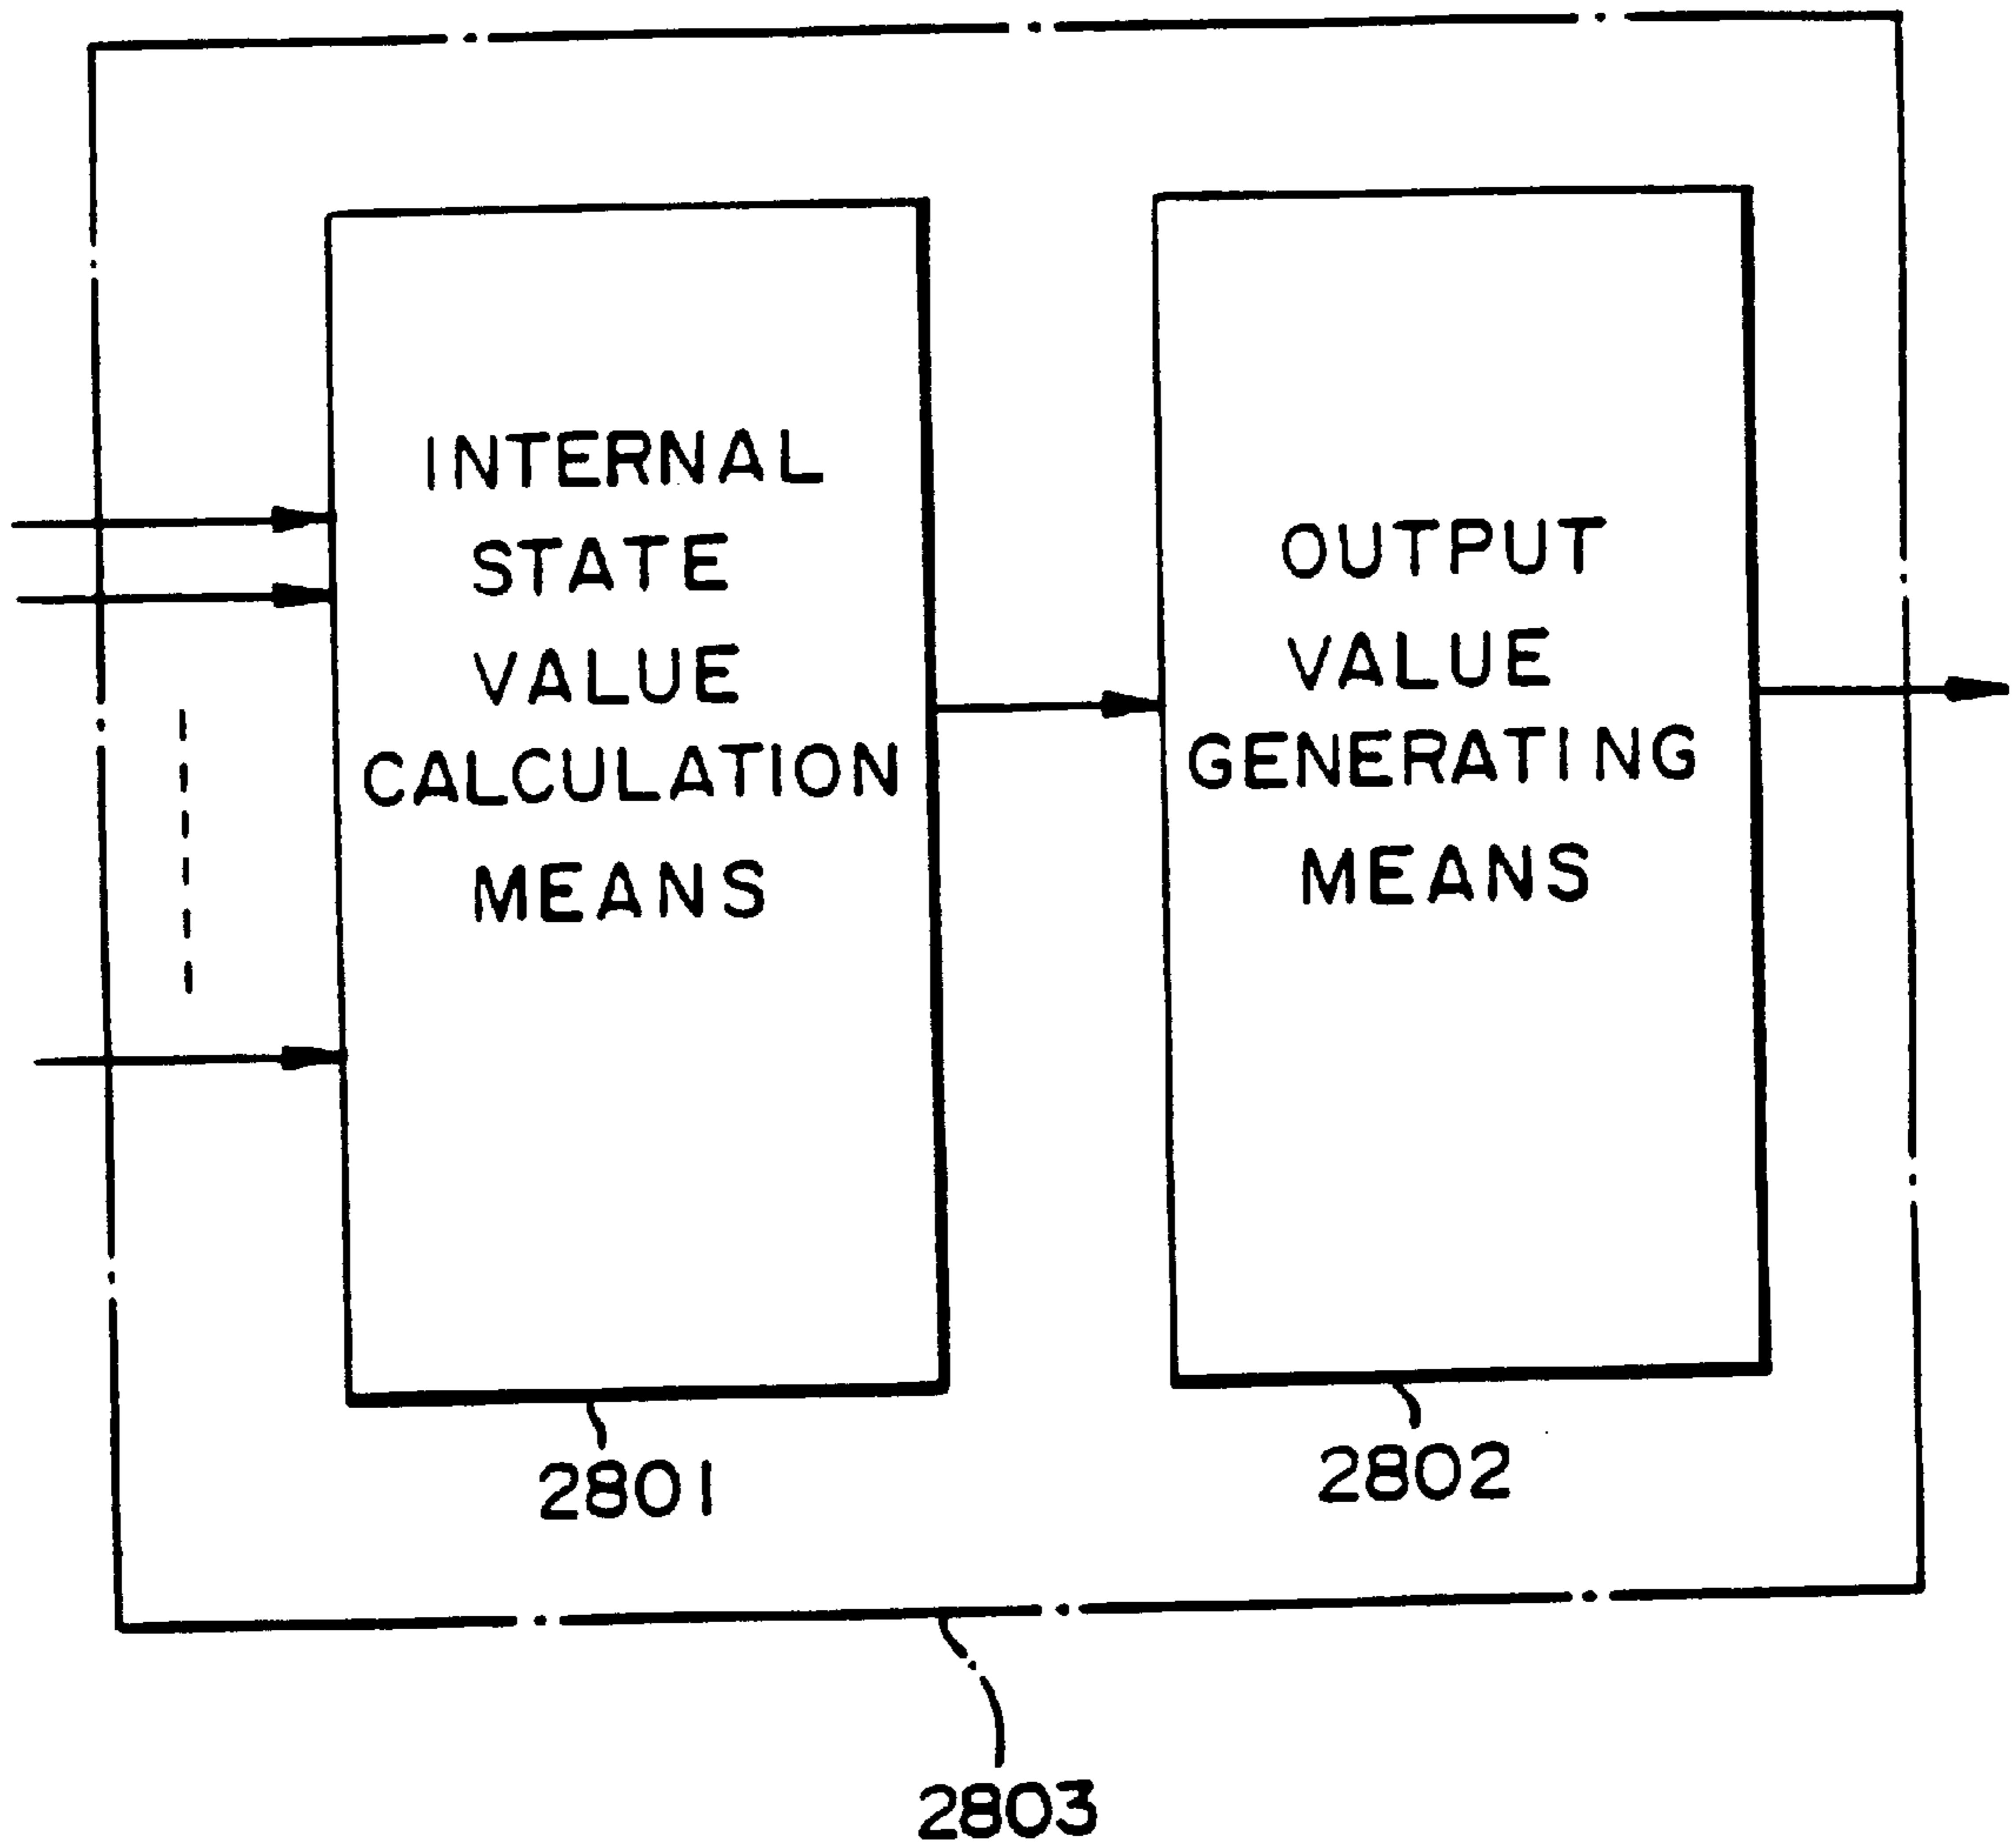 INTERNAL
STATE
VALUE
CALCULATION
MEANS
OUTPUT
VALUE
GENERATING
MEANS
2801
2802
2803